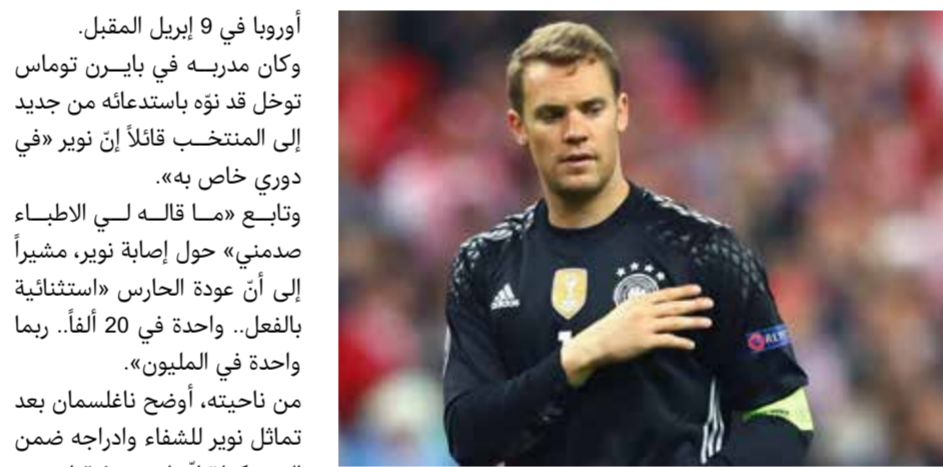 أوروبا في 9 إبريل المقبل.
وكان مدربه في بايرن توماس
توخل قد نوّه باستدعائه من جديد
إلى المنتخب قائلاً إنّ نوير «في
دوري خاص به».
وتابع «ما قاله لي الاطباء
صدمني» حول إصابة نوير، مشيراً
إلى أنّ عودة الحارس «استثنائية
بالفعل.. واحدة في 20 ألفاً.. ربما
واحدة في المليون».
من ناحيته، أوضح ناغلسمان بعد
تماثل نوير للشفاء وادراجه ضمن
adidas